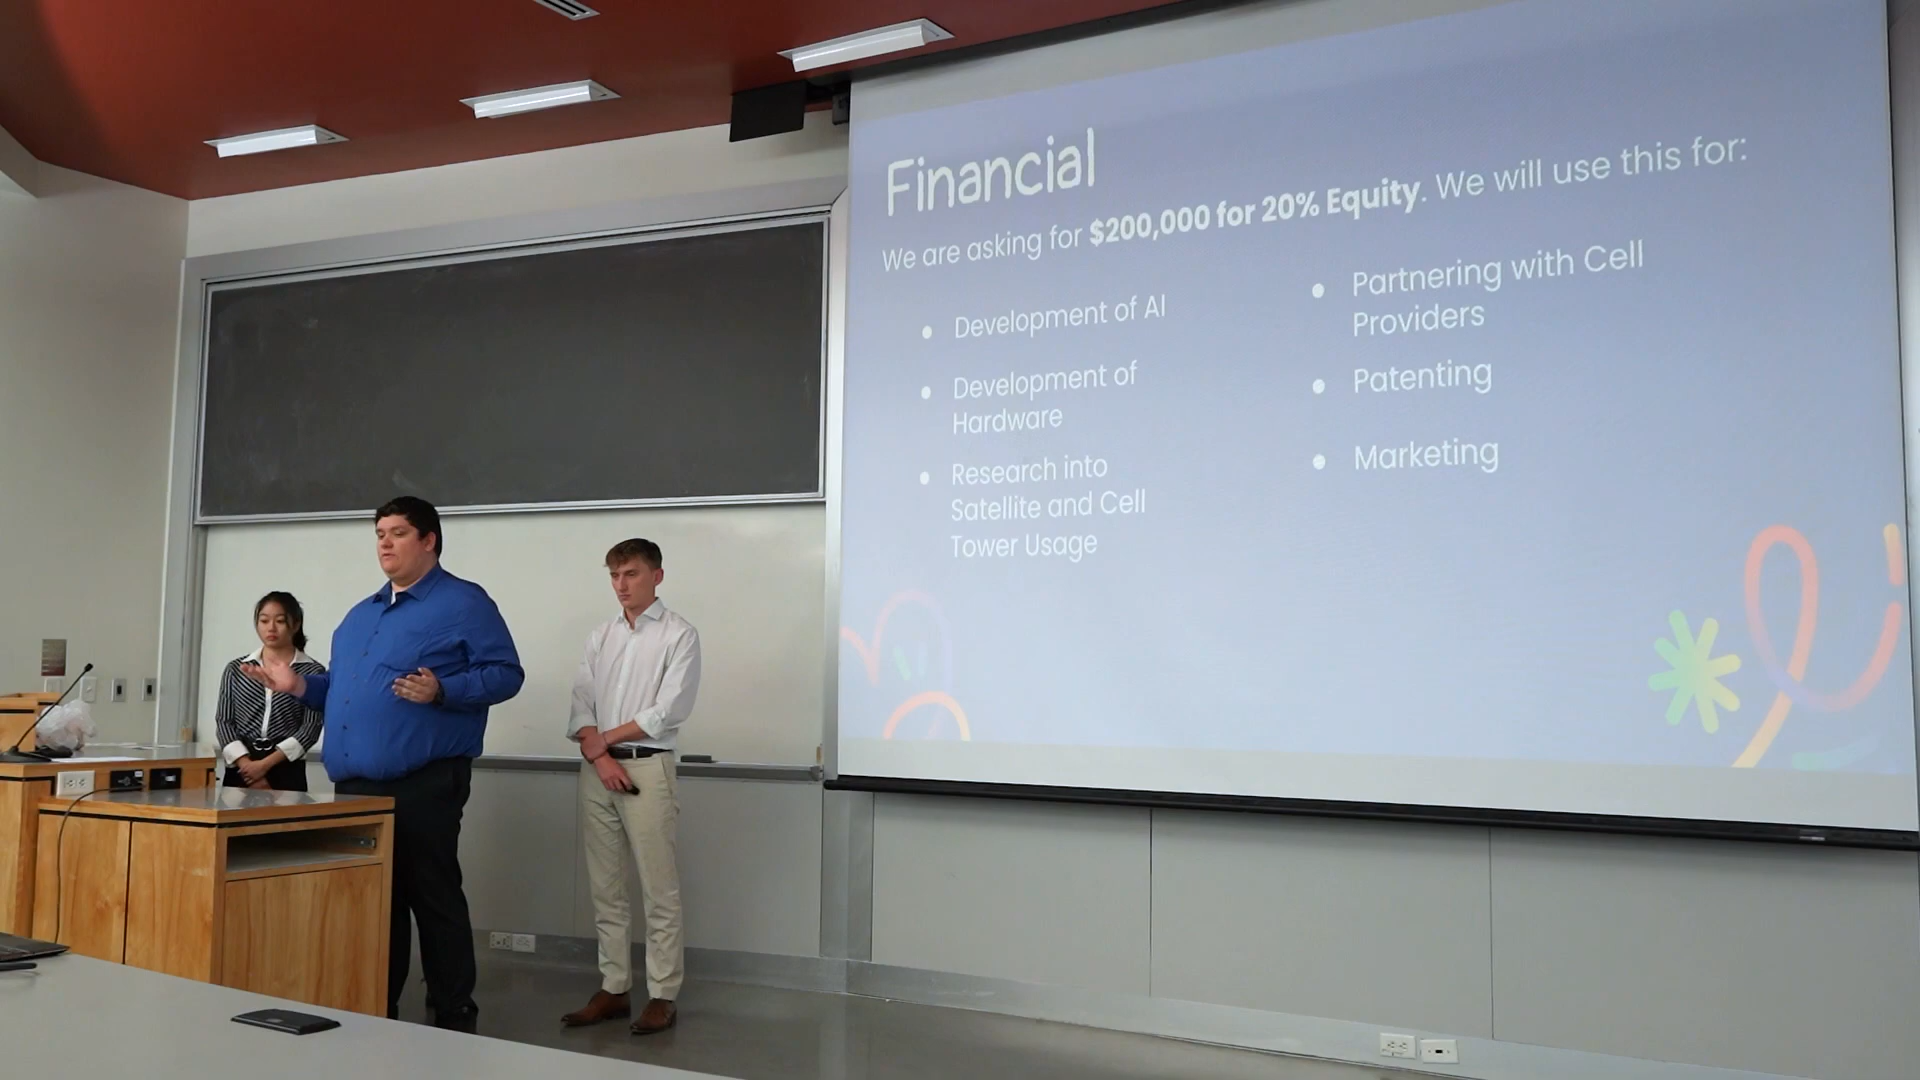 Financial
We are asking for $200,000 for 20% Equity. We will use this for:
● Development of AI
● Development of
Hardware
● Research into
Satellite and Cell
Tower Usage
● Partnering with Cell
Providers
● Patenting
● Marketing